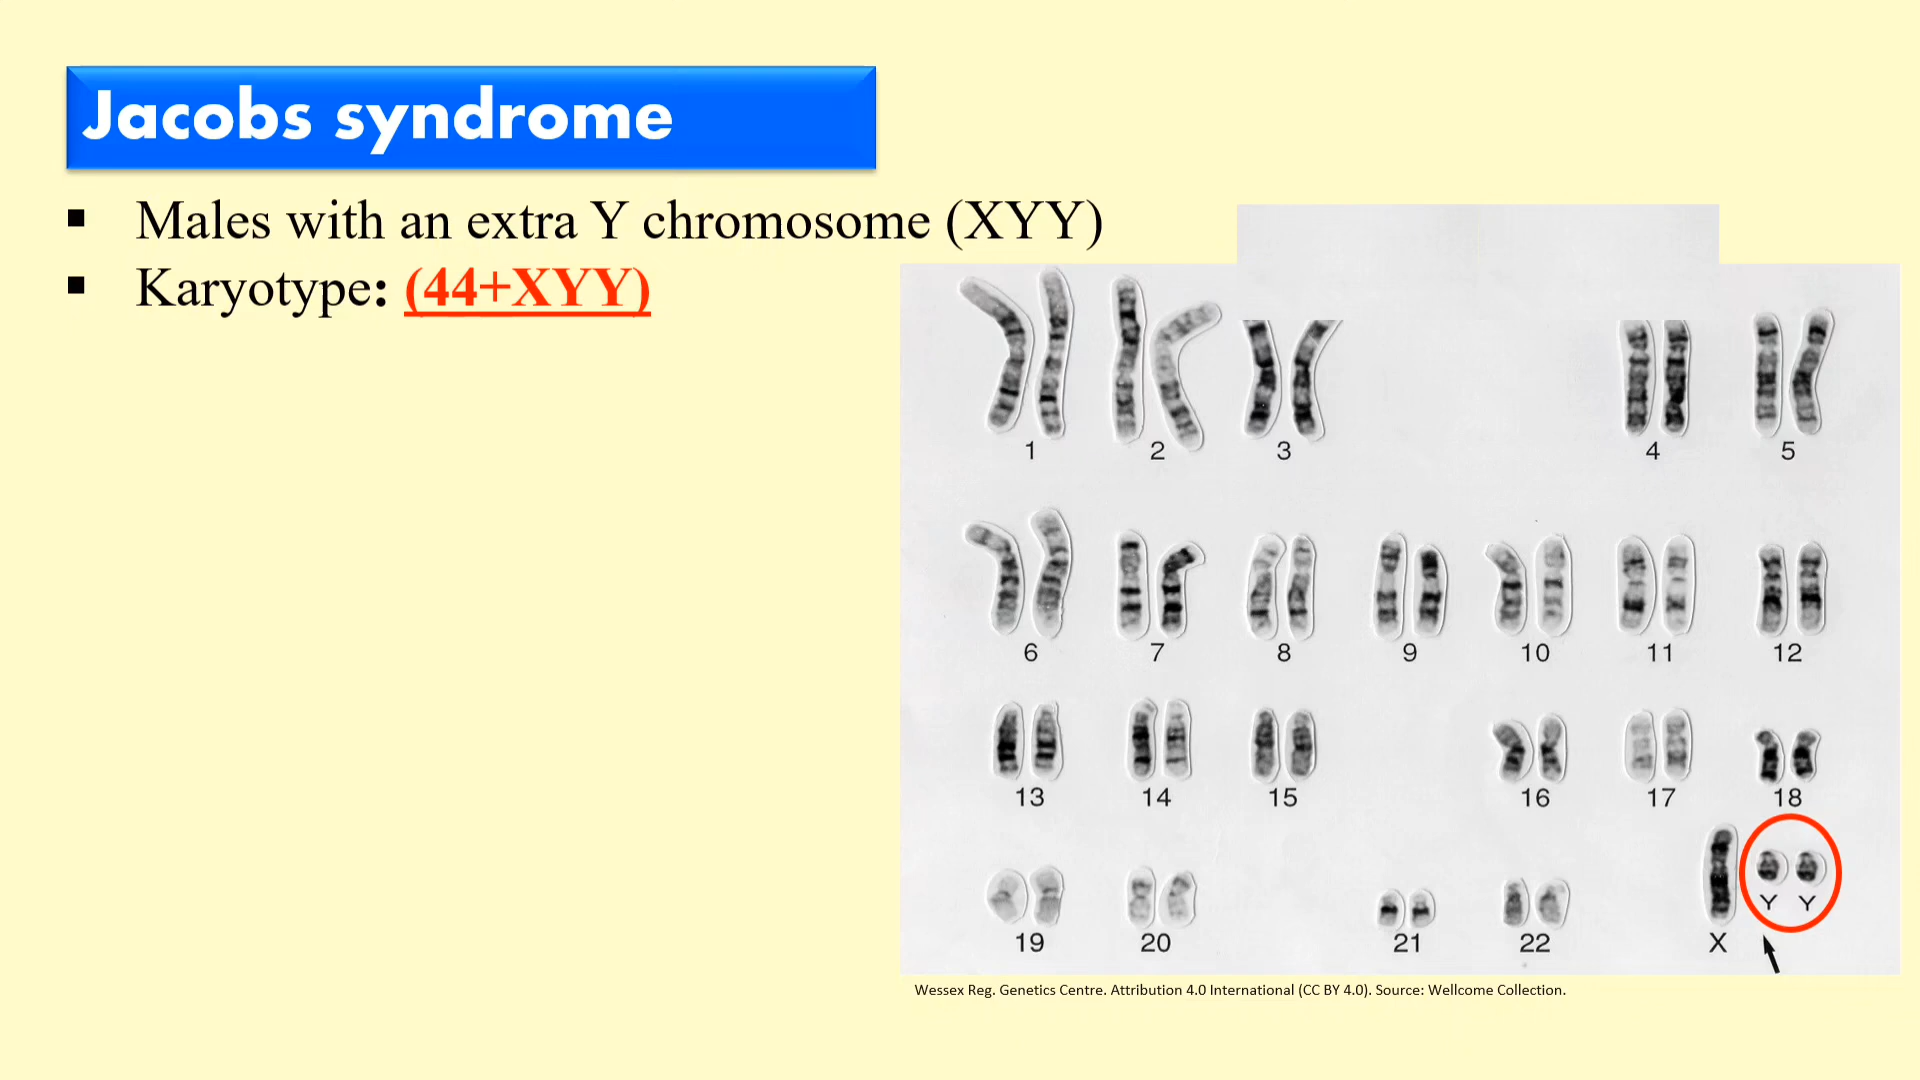 Jacobs syndrome
▪ Males with an extra Y chromosome (XYY)
▪ Karyotype: (44+XYY)
1 2 3 4 5
6 7 8 9 10 11 12
13 14 15 16 17 18
Y Y
19 20 21 22 X
Wessex Reg. Genetics Centre. Attribution 4.0 International (CC BY 4.0). Source: Wellcome Collection.